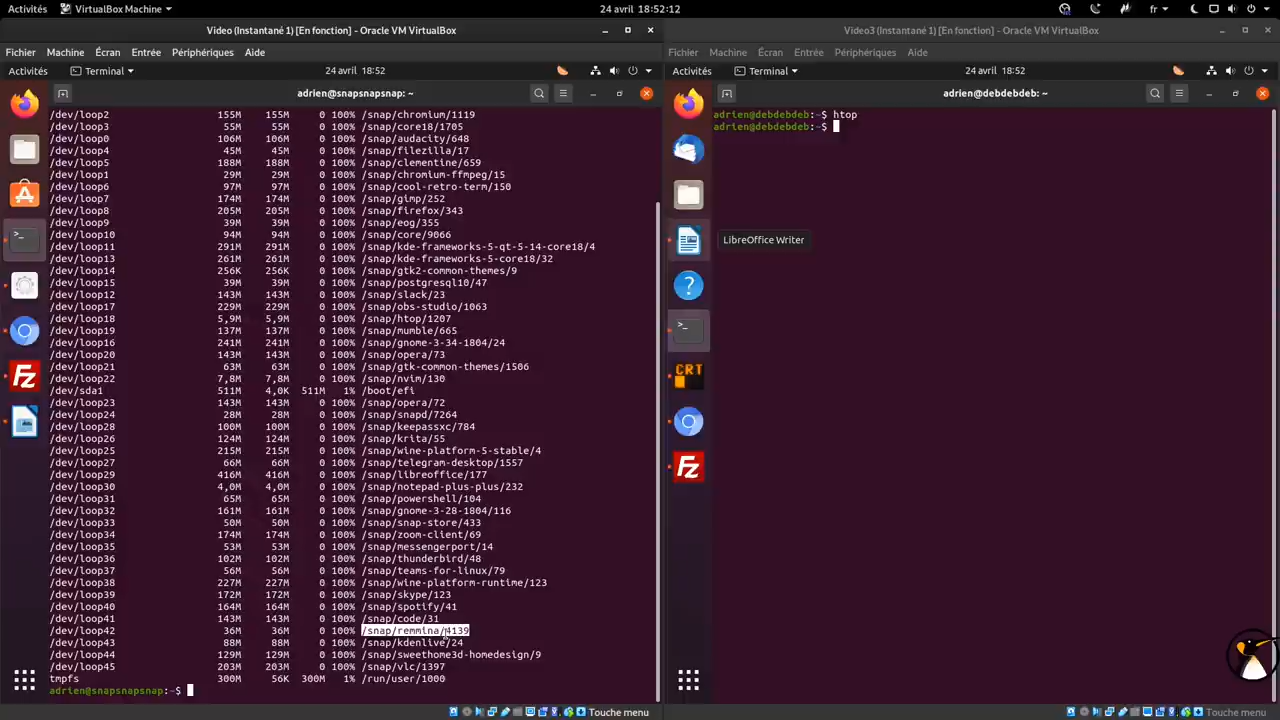 Activités VirtualBox Machine 24 avril 18:52:12 fr
Video (Instantané 1) [En fonction] - Oracle VM VirtualBox
Fichier Machine Écran Entrée Périphériques Aide
Activités Terminal 24 avril 18:52
adrien@snapsnapsnap: ~
/dev/loop2 155M 155M 0 100% /snap/chromium/1119
/dev/loop3 55M 55M 0 100% /snap/core18/1705
/dev/loop0 106M 106M 0 100% /snap/audacity/648
/dev/loop4 45M 45M 0 100% /snap/filezilla/17
/dev/loop5 188M 188M 0 100% /snap/clementine/659
/dev/loop1 29M 29M 0 100% /snap/chromium-ffmpeg/15
/dev/loop6 97M 97M 0 100% /snap/cool-retro-term/150
/dev/loop7 174M 174M 0 100% /snap/gimp/252
/dev/loop8 205M 205M 0 100% /snap/firefox/343
/dev/loop9 39M 39M 0 100% /snap/eog/355
/dev/loop10 94M 94M 0 100% /snap/core/9066
/dev/loop11 291M 291M 0 100% /snap/kde-frameworks-5-qt-5-14-core18/4
/dev/loop13 261M 261M 0 100% /snap/kde-frameworks-5-core18/32
/dev/loop14 256K 256K 0 100% /snap/gtk2-common-themes/9
/dev/loop15 39M 39M 0 100% /snap/postgresql10/47
/dev/loop12 143M 143M 0 100% /snap/slack/23
/dev/loop17 229M 229M 0 100% /snap/obs-studio/1063
/dev/loop18 5,9M 5,9M 0 100% /snap/htop/1207
/dev/loop19 137M 137M 0 100% /snap/mumble/665
/dev/loop16 241M 241M 0 100% /snap/gnome-3-34-1804/24
/dev/loop20 143M 143M 0 100% /snap/opera/73
/dev/loop21 63M 63M 0 100% /snap/gtk-common-themes/1506
/dev/loop22 7,8M 7,8M 0 100% /snap/nvim/130
/dev/sda1 511M 4,0K 511M 1% /boot/efi
/dev/loop23 143M 143M 0 100% /snap/opera/72
/dev/loop24 28M 28M 0 100% /snap/snapd/7264
/dev/loop28 100M 100M 0 100% /snap/keepassxc/784
/dev/loop26 124M 124M 0 100% /snap/krita/55
/dev/loop25 215M 215M 0 100% /snap/wine-platform-5-stable/4
/dev/loop27 66M 66M 0 100% /snap/telegram-desktop/1557
/dev/loop29 416M 416M 0 100% /snap/libreoffice/177
/dev/loop30 4,0M 4,0M 0 100% /snap/notepad-plus-plus/232
/dev/loop31 65M 65M 0 100% /snap/powershell/104
/dev/loop32 161M 161M 0 100% /snap/gnome-3-28-1804/116
/dev/loop33 50M 50M 0 100% /snap/snap-store/433
/dev/loop34 174M 174M 0 100% /snap/zoom-client/69
/dev/loop35 53M 53M 0 100% /snap/messengerport/14
/dev/loop36 102M 102M 0 100% /snap/thunderbird/48
/dev/loop37 56M 56M 0 100% /snap/teams-for-linux/79
/dev/loop38 227M 227M 0 100% /snap/wine-platform-runtime/123
/dev/loop39 172M 172M 0 100% /snap/skype/123
/dev/loop40 164M 164M 0 100% /snap/spotify/41
/dev/loop41 143M 143M 0 100% /snap/code/31
/dev/loop42 36M 36M 0 100% /snap/remmina/4139
/dev/loop43 88M 88M 0 100% /snap/kdenlive/24
/dev/loop44 129M 129M 0 100% /snap/sweethome3d-homedesign/9
/dev/loop45 203M 203M 0 100% /snap/vlc/1397
tmpfs 300M 56K 300M 1% /run/user/1000
adrien@snapsnapsnap:~$
Touche menu
Video3 (Instantané 1) [En fonction] - Oracle VM VirtualBox
Fichier Machine Écran Entrée Périphériques Aide
Activités Terminal 24 avril 18:52
adrien@debdebdeb: ~
adrien@debdebdeb:~$ htop
adrien@debdebdeb:~$
LibreOffice Writer
CRT
Touche menu